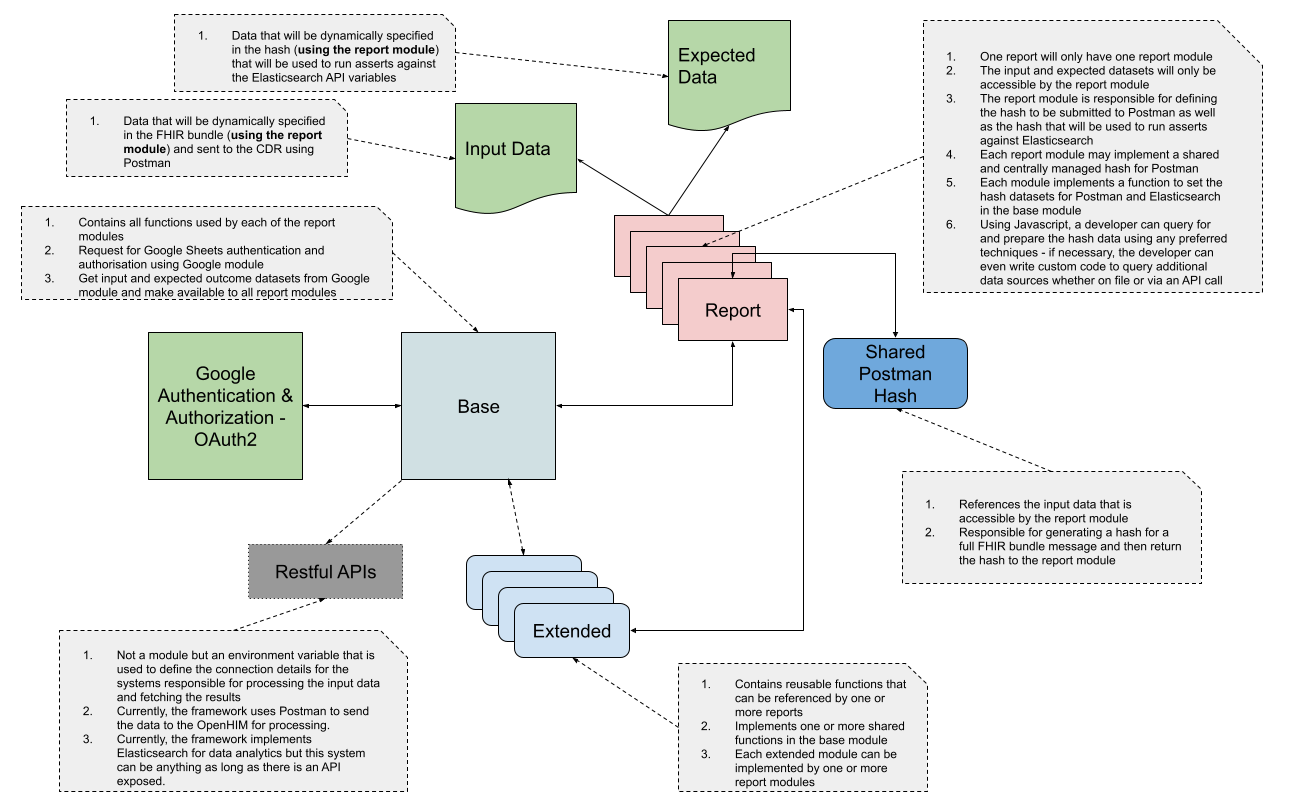 1. Data that will be dynamically specified
in the hash (using the report module)
that will be used to run asserts against
the Elasticsearch API variables
Expected
Data
1. One report will only have one report module
2. The input and expected datasets will only be
accessible by the report module
3. The report module is responsible for defining
the hash to be submitted to Postman as well
as the hash that will be used to run asserts
against Elasticsearch
4. Each report module may implement a shared
and centrally managed hash for Postman
5. Each module implements a function to set the
hash datasets for Postman and Elasticsearch
in the base module
6. Using Javascript, a developer can query for
and prepare the hash data using any preferred
techniques - if necessary, the developer can
even write custom code to query additional
data sources whether on file or via an API call
1. Data that will be dynamically specified
in the FHIR bundle (using the report
module) and sent to the CDR using
Postman
Input Data
1. Contains all functions used by each of the report
modules
2. Request for Google Sheets authentication and
authorisation using Google module
3. Get input and expected outcome datasets from Google
module and make available to all report modules
Report
Google
Authentication &
Authorization -
OAuth2
Base
Shared
Postman
Hash
1. References the input data that is
accessible by the report module
2. Responsible for generating a hash for a
full FHIR bundle message and then return
the hash to the report module
Restful APIs
Extended
1. Not a module but an environment variable that is
used to define the connection details for the
systems responsible for processing the input data
and fetching the results
2. Currently, the framework uses Postman to send
the data to the OpenHIM for processing.
3. Currently, the framework implements
Elasticsearch for data analytics but this system
can be anything as long as there is an API
exposed.
1. Contains reusable functions that
can be referenced by one or
more reports
2. Implements one or more shared
functions in the base module
3. Each extended module can be
implemented by one or more
report modules